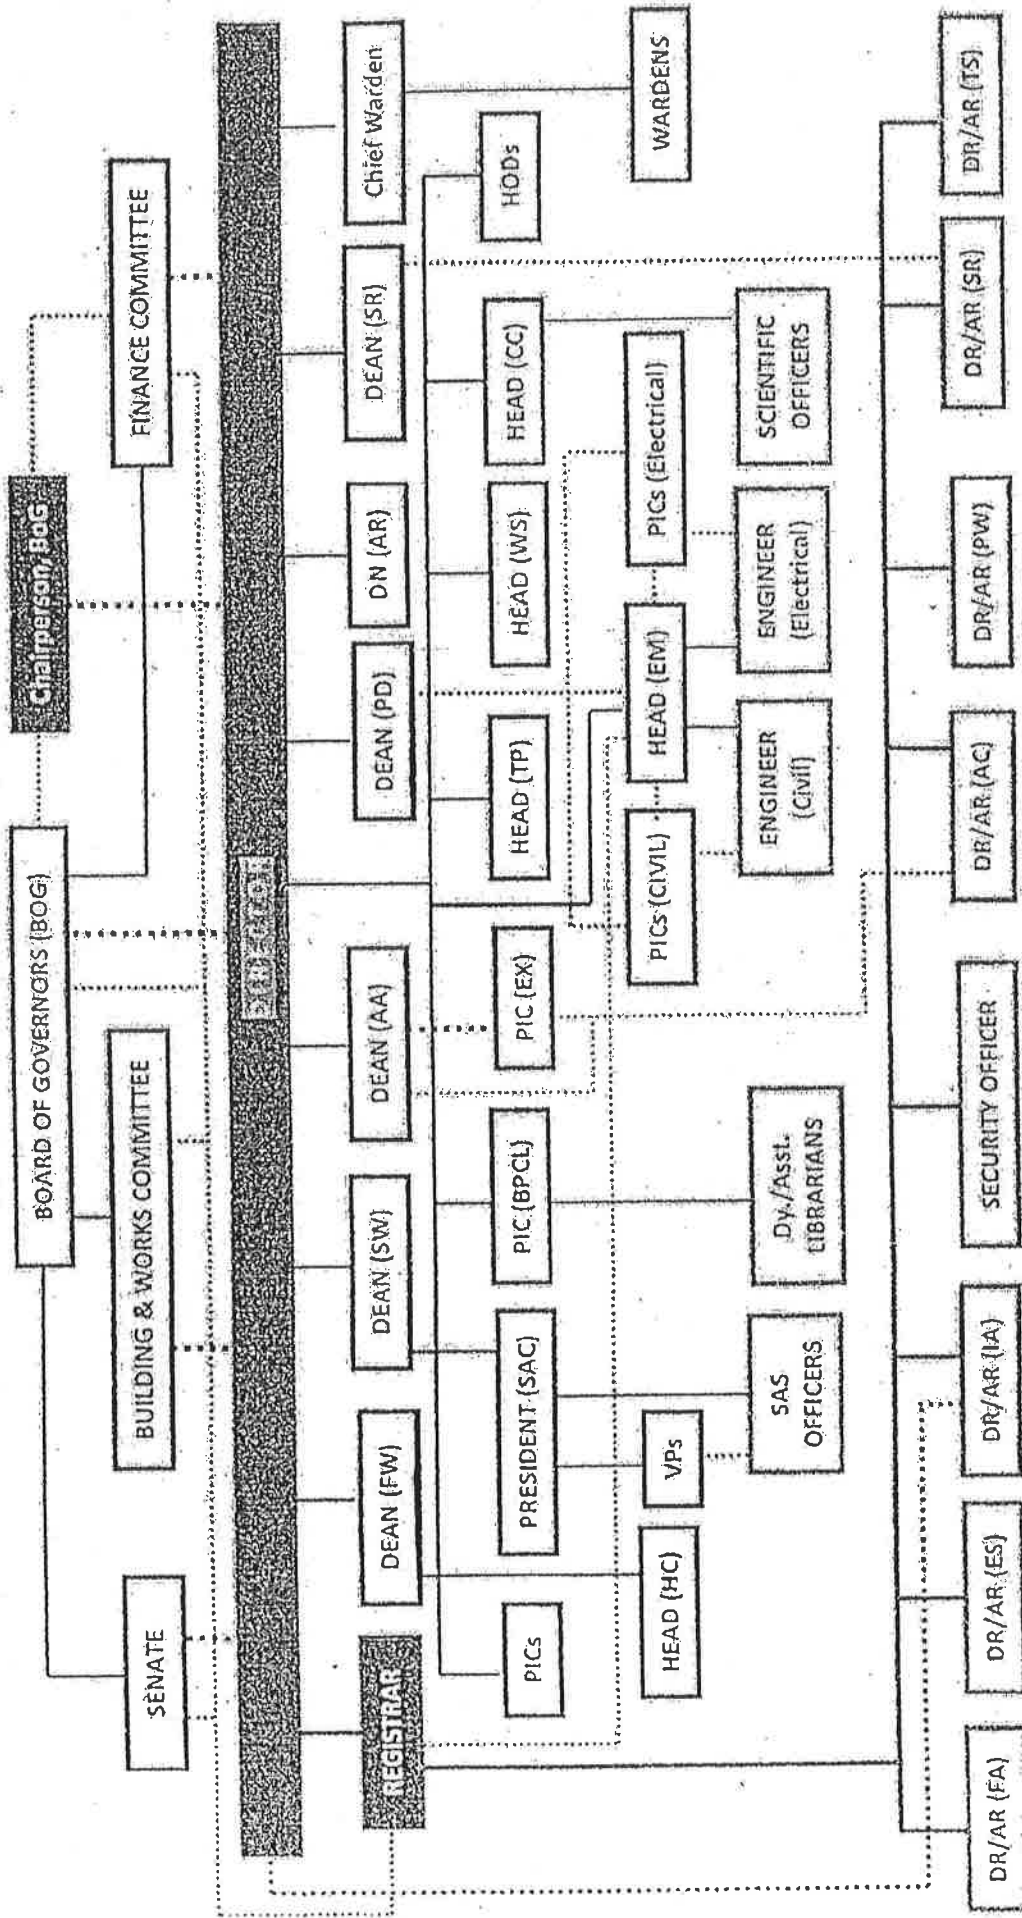 Chairperson BOG
BOARD OF GOVERNORS (BOG)
SENATE
BUILDING & WORKS COMMITTEE
FINANCE COMMITTEE
REGISTRAR
DEAN (FW)
DEAN (SW)
DEAN (AA)
DEAN (PD)
DN (AR)
DEAN (SR)
Chief Warden
PICs
PRESIDENT (SAC)
PIC (BPCL)
PIC (EX)
HEAD (TP)
HEAD (WS)
HEAD (CC)
HODs
HEAD (HC)
VPs
PICs (CIVIL)
HEAD (EM)
PICs (Electrical)
WARDENS
SAS
OFFICERS
Dy./Asst.
LIBRARIANS
ENGINEER
(Civil)
ENGINEER
(Electrical)
SCIENTIFIC
OFFICERS
DR/AR (FA)
DR/AR (ES)
DR/AR (IA)
SECURITY OFFICER
DR/AR (AC)
DR/AR (PW)
DR/AR (SR)
DR/AR (TS)